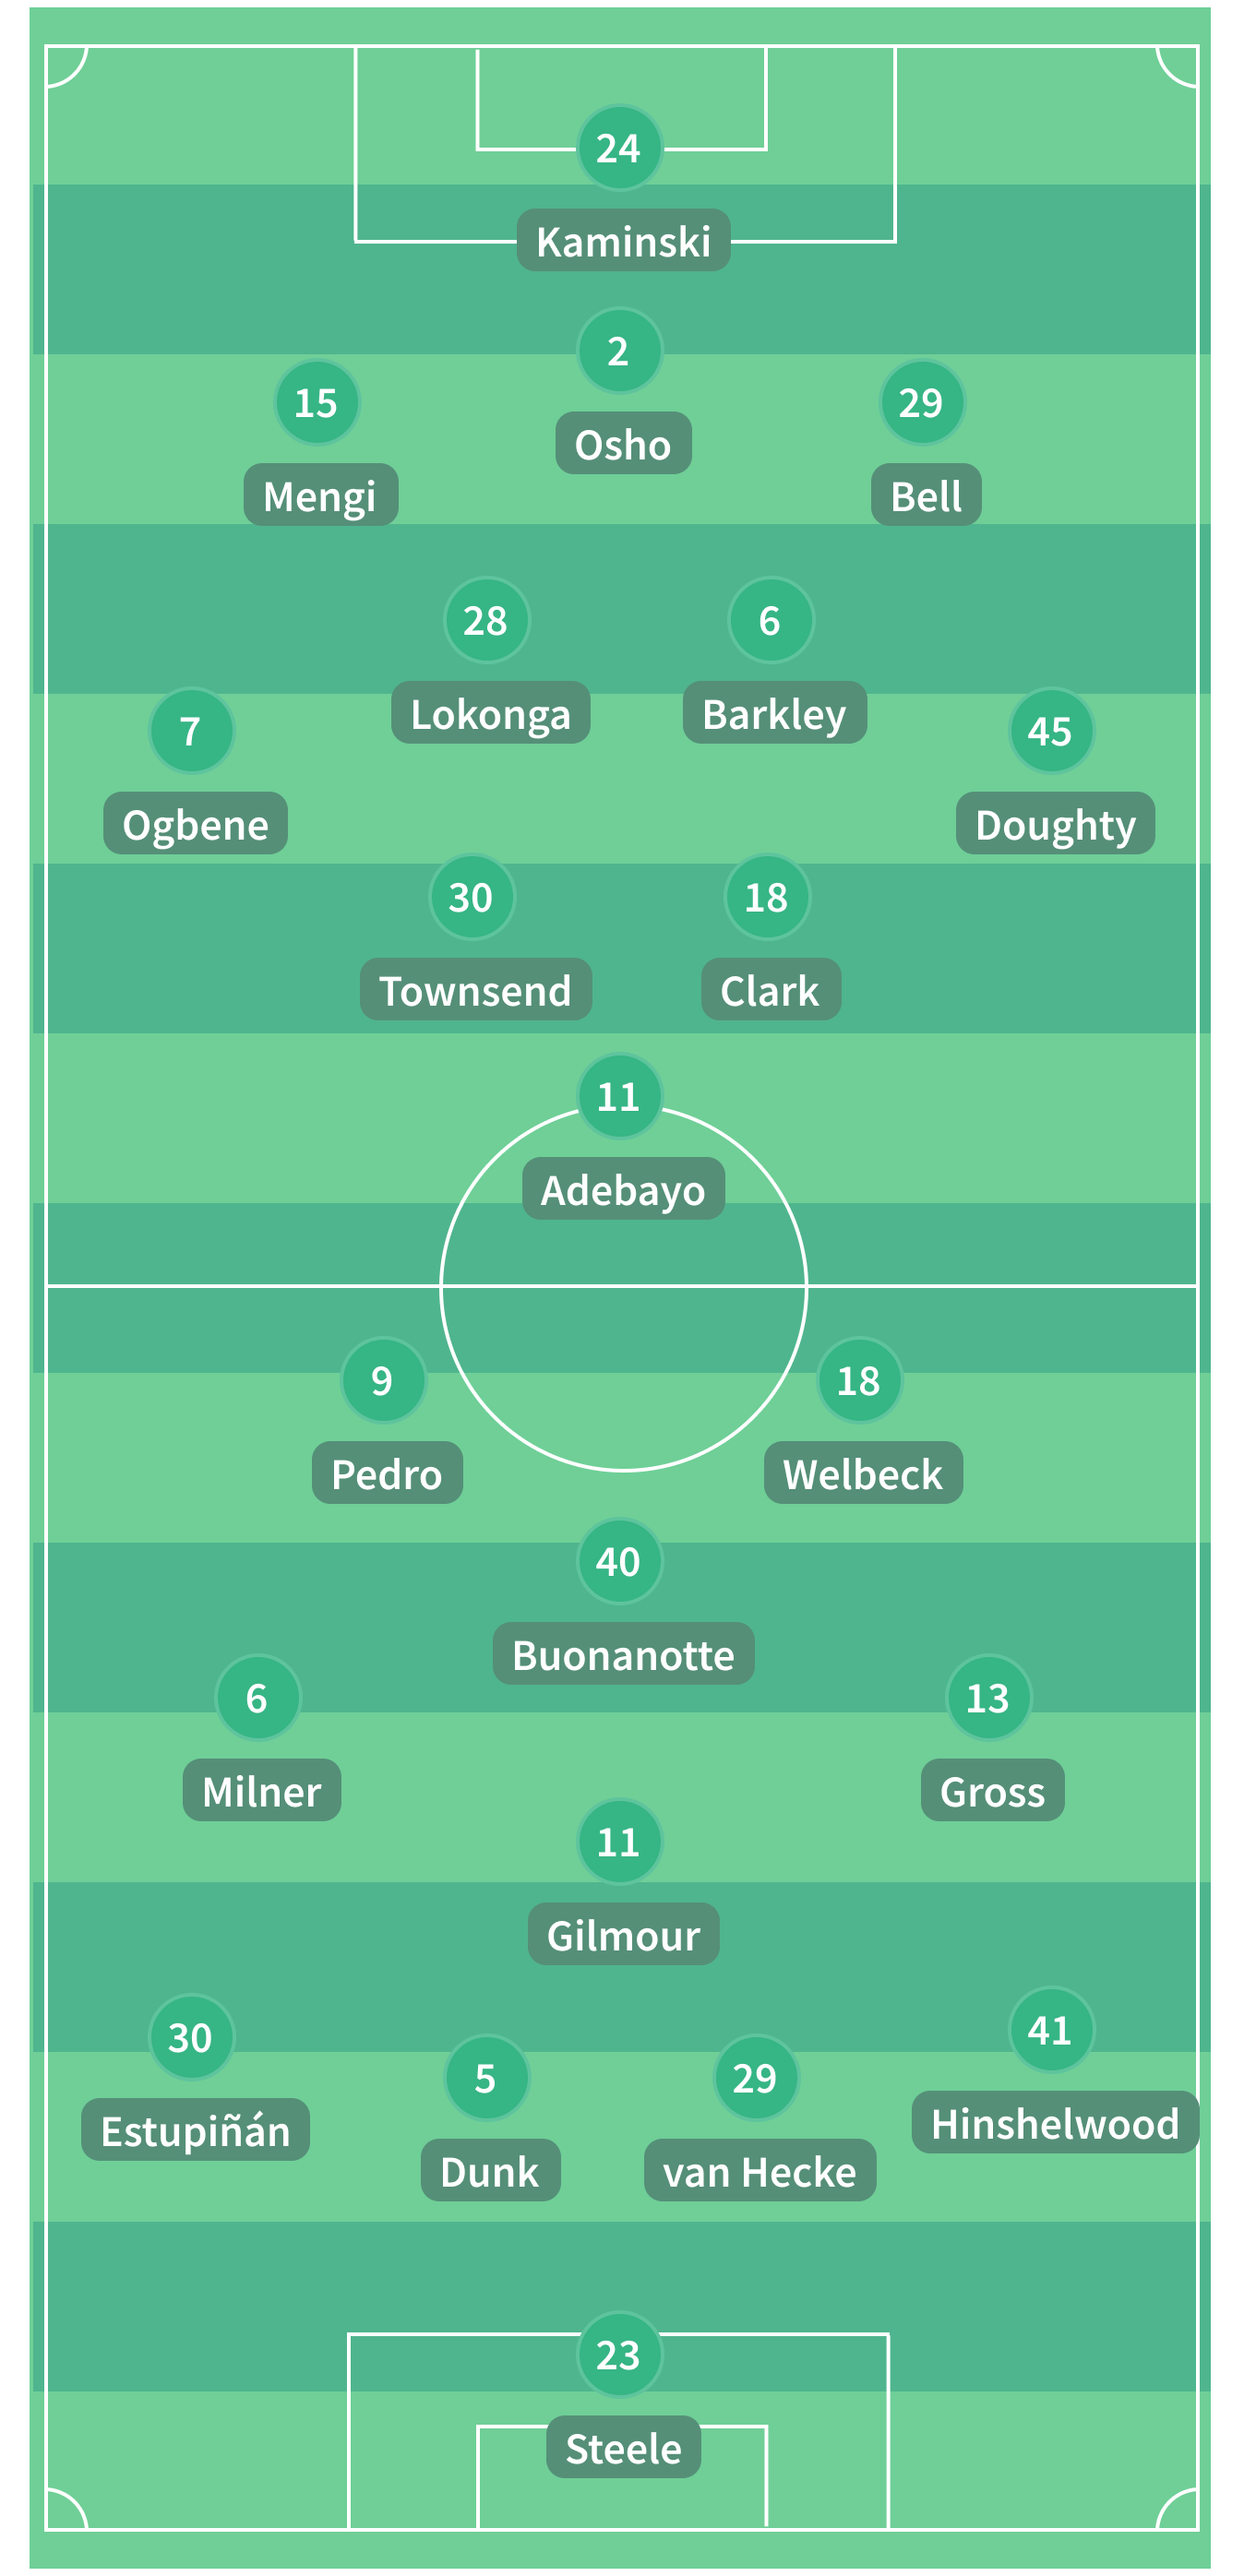 24
Kaminski
2
Osho
15
Mengi
29
Bell
28
Lokonga
6
Barkley
7
Ogbene
45
Doughty
30
Townsend
18
Clark
11
Adebayo
9
Pedro
18
Welbeck
40
Buonanotte
6
Milner
13
Gross
11
Gilmour
30
Estupiñán
5
Dunk
29
van Hecke
41
Hinshelwood
23
Steele